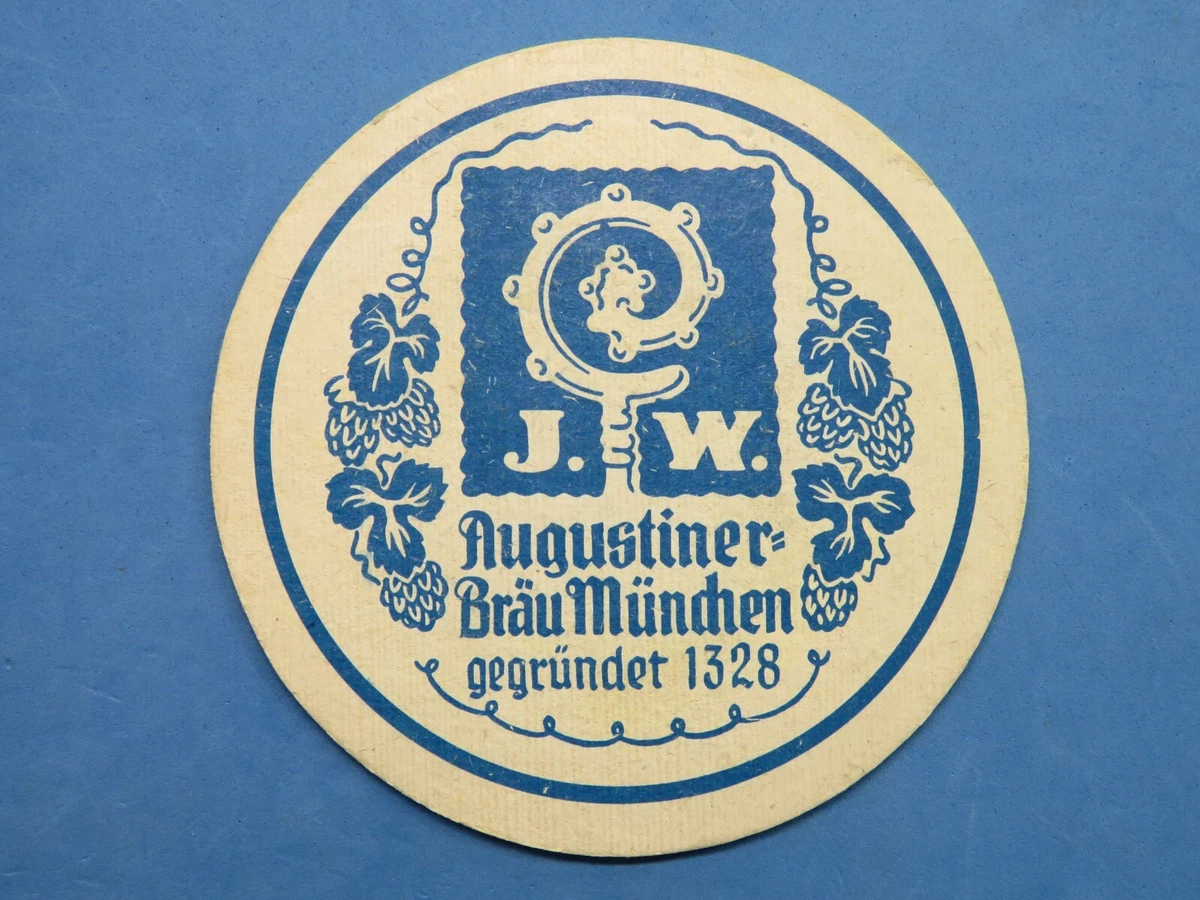 J. W.
Augustiner=
Bräu München
gegründet 1328